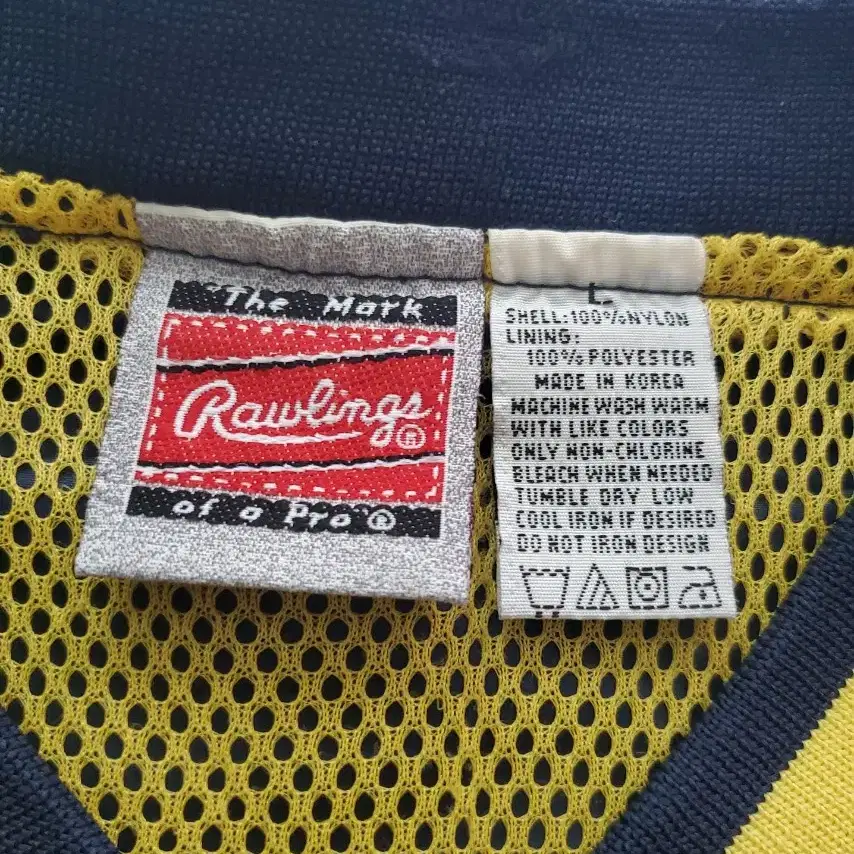 The Mark
Rawlings®
of a Pro®
L
SHELL:100%NYLON
LINING:
100% POLYESTER
MADE IN KOREA
MACHINE WASH WARM
WITH LIKE COLORS
ONLY NON-CHLORINE
BLEACH WHEN NEEDED
TUMBLE DRY LOW
COOL IRON IF DESIRED
DO NOT IRON DESIGN